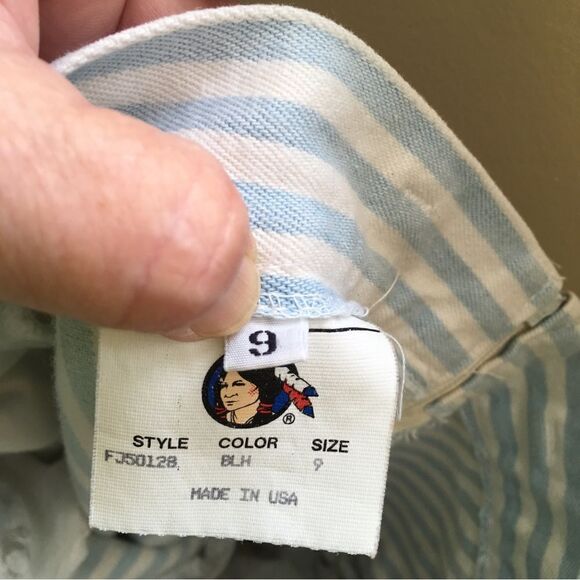 9
®
STYLE COLOR SIZE
FJ50128 BLH 9
MADE IN USA